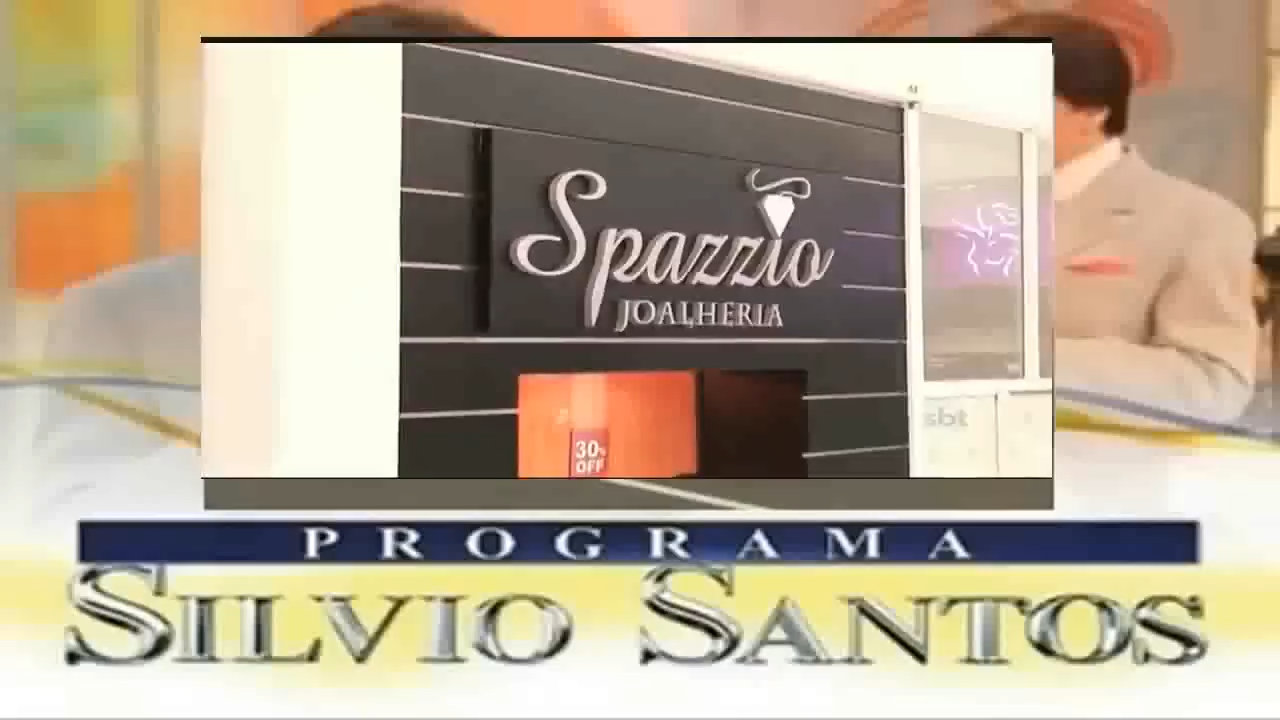 Spazzio
JOALHERIA
sbt
30%
OFF
PROGRAMA
SILVIO SANTOS